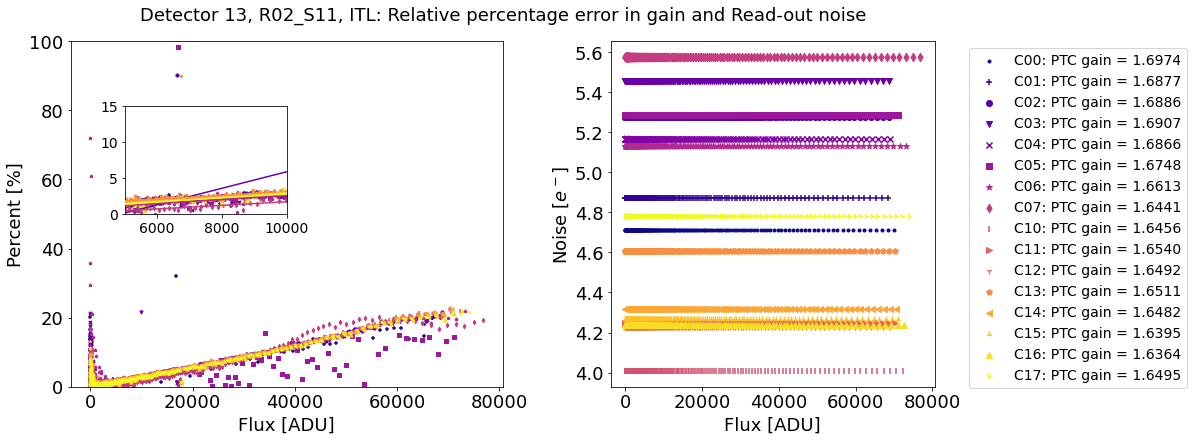 Detector 13, R02_S11, ITL: Relative percentage error in gain and Read-out noise
Percent [%]
100
80
60
40
20
0
15
10
5
0
6000 8000 10000
0 20000 40000 60000 80000
Flux [ADU]
Noise [e⁻]
5.6
5.4
5.2
5.0
4.8
4.6
4.4
4.2
4.0
0 20000 40000 60000 80000
Flux [ADU]
C00: PTC gain = 1.6974
C01: PTC gain = 1.6877
C02: PTC gain = 1.6886
C03: PTC gain = 1.6907
C04: PTC gain = 1.6866
C05: PTC gain = 1.6748
C06: PTC gain = 1.6613
C07: PTC gain = 1.6441
C10: PTC gain = 1.6456
C11: PTC gain = 1.6540
C12: PTC gain = 1.6492
C13: PTC gain = 1.6511
C14: PTC gain = 1.6482
C15: PTC gain = 1.6395
C16: PTC gain = 1.6364
C17: PTC gain = 1.6495